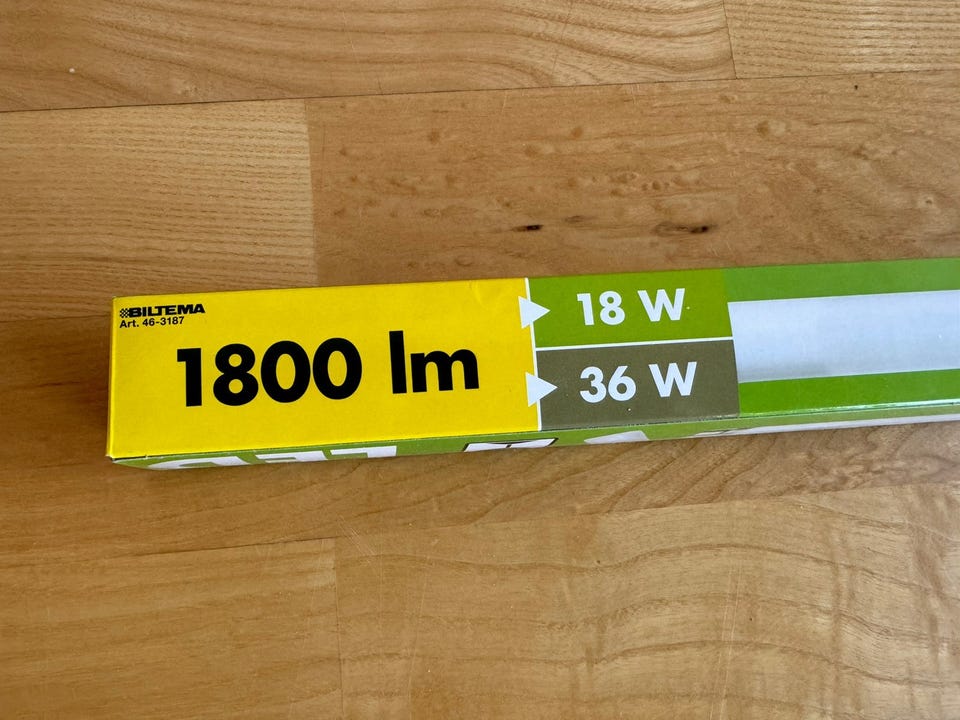 BILTEMA
Art. 46-3187
1800 lm
18 W
36 W